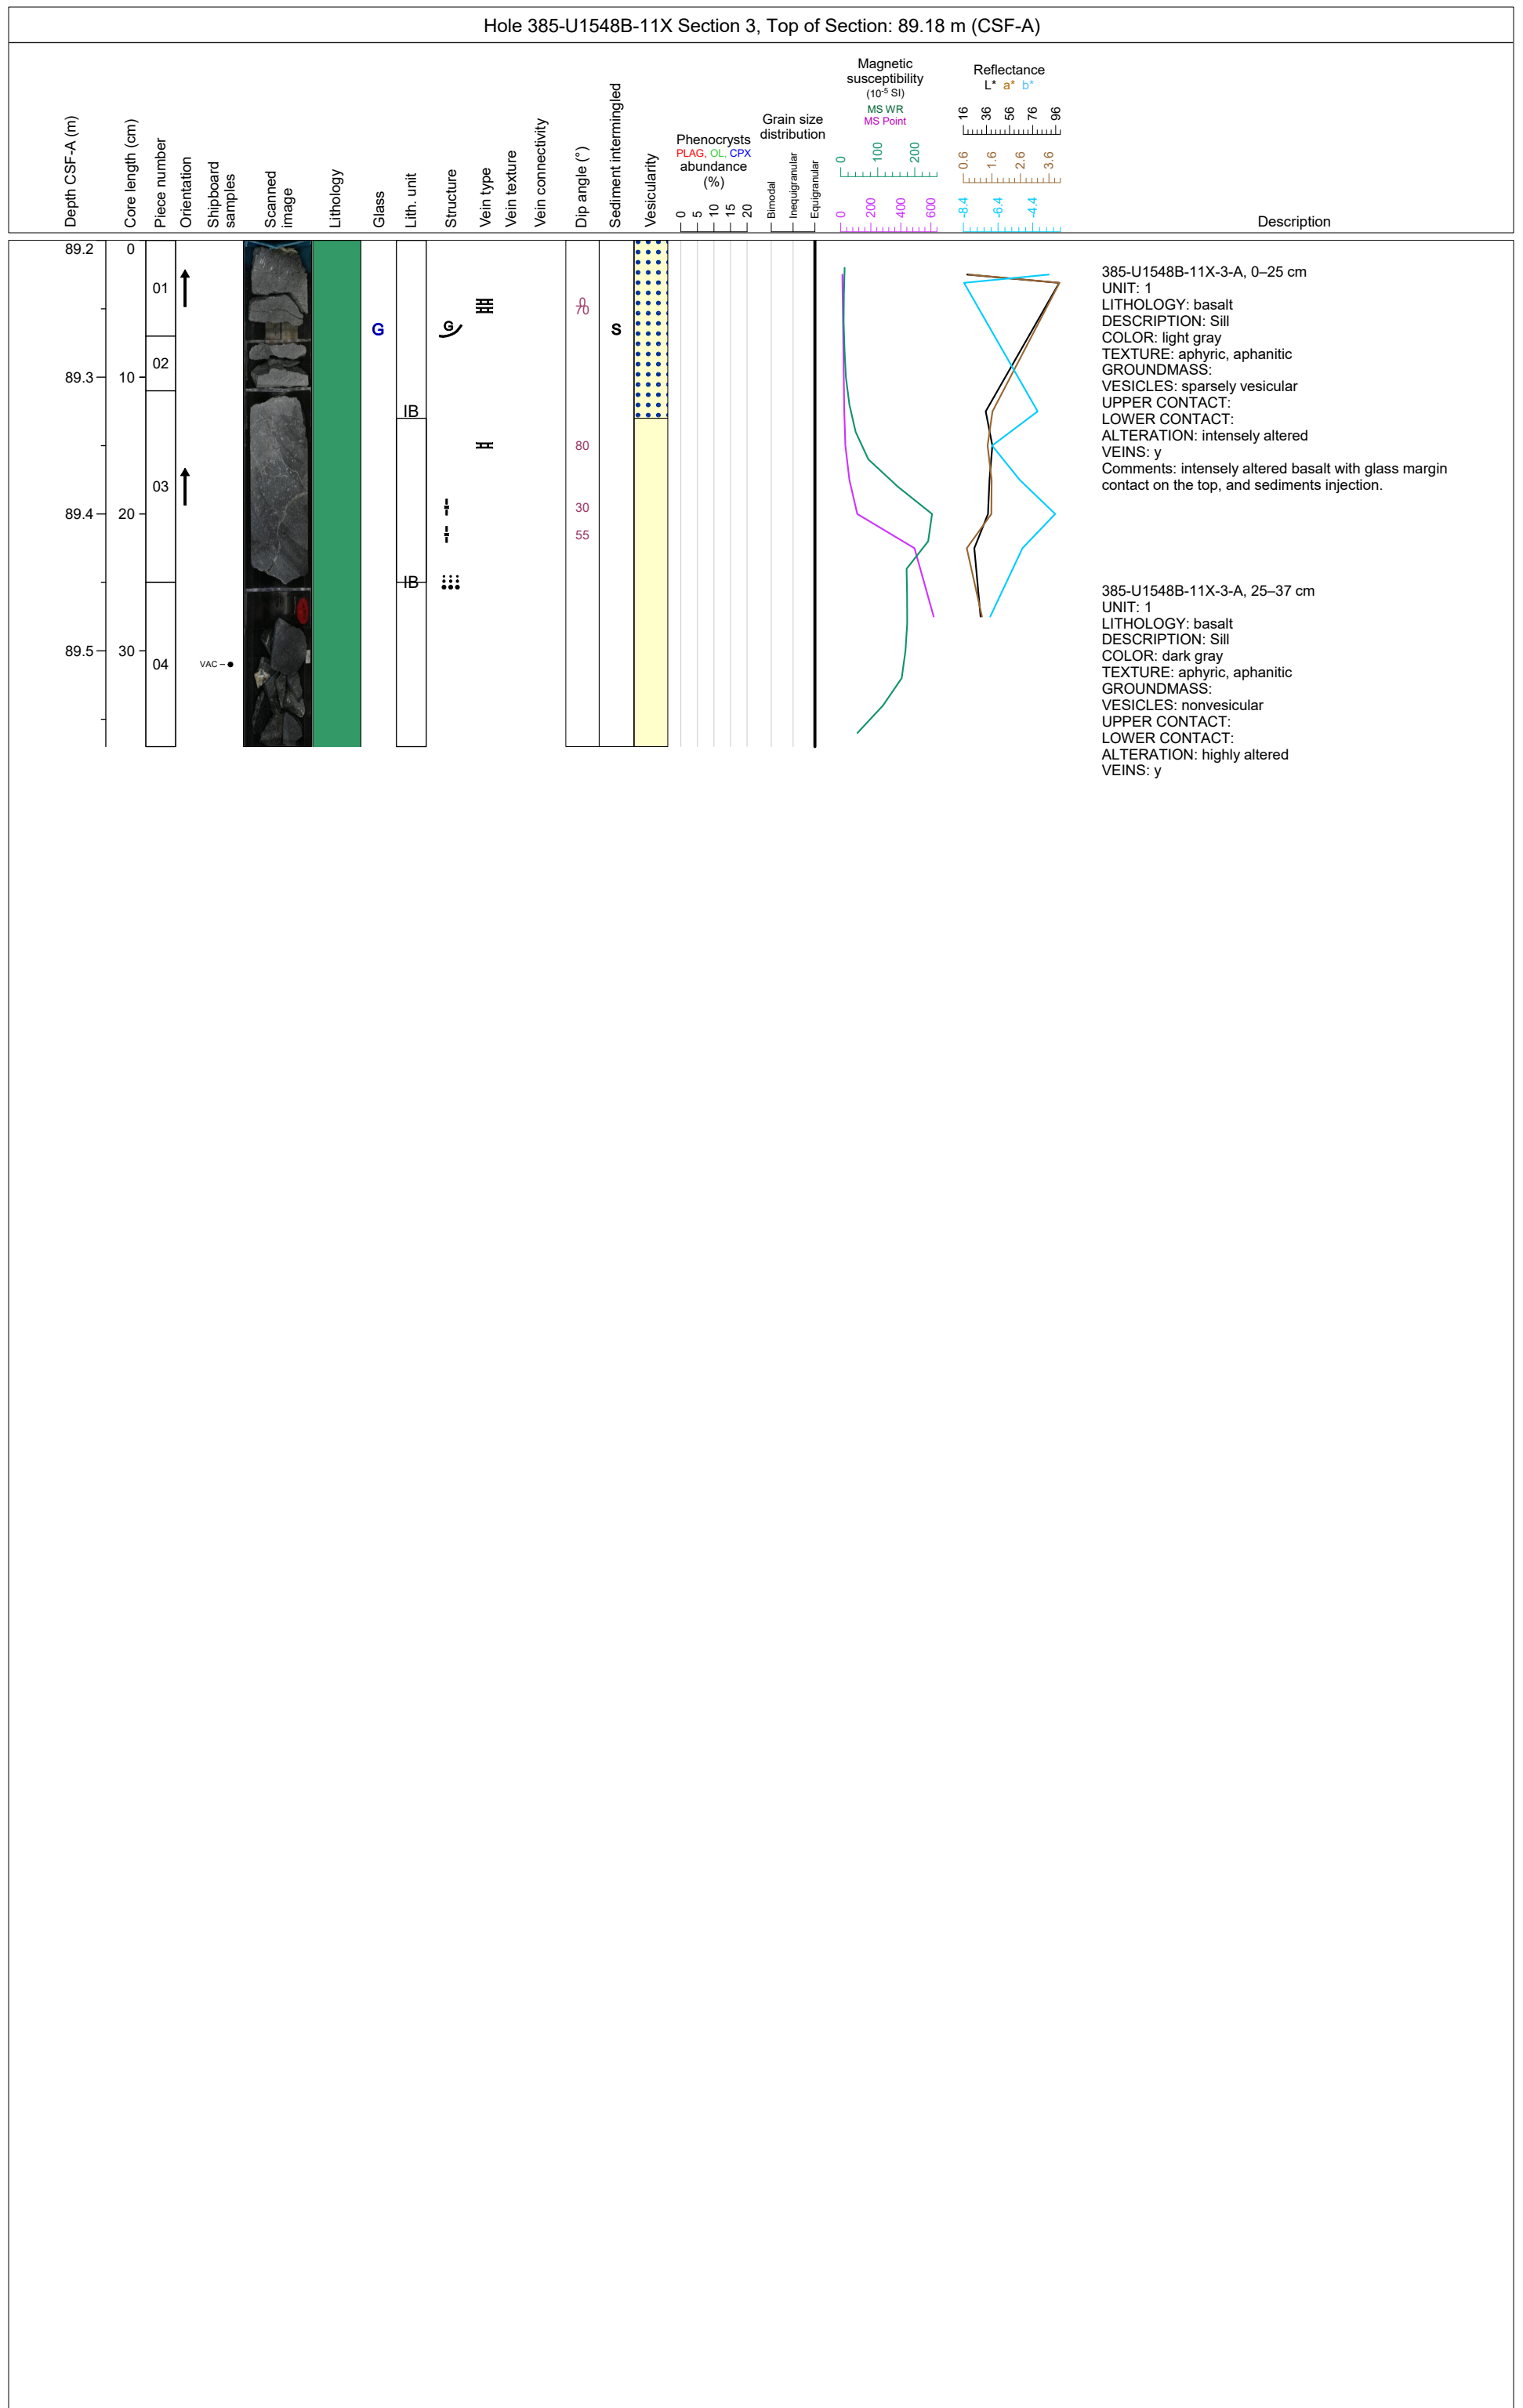 Hole 385-U1548B-11X Section 3, Top of Section: 89.18 m (CSF-A)
Depth CSF-A (m)
Core length (cm)
Piece number
Orientation
Shipboard
samples
Scanned
image
Lithology
Glass
Lith. unit
Structure
Vein type
Vein texture
Vein connectivity
Dip angle (°)
Sediment intermingled
Vesicularity
Phenocrysts
PLAG, OL, CPX
abundance
(%)
0 5 10 15 20
Grain size
distribution
Bimodal
Inequigranular
Equigranular
Magnetic
susceptibility
(10-5 SI)
MS WR
MS Point
0 100 200
0 200 400 600
Reflectance
L* a* b*
16 36 56 76 96
0.6 1.6 2.6 3.6
-8.4 -6.4 -4.4
Description
89.2 0
01
0
70
G
G
S
02
89.3 10
IB
80
03
30
89.4 20
55
IB
89.5 30
04
VAC
385-U1548B-11X-3-A, 0–25 cm
UNIT: 1
LITHOLOGY: basalt
DESCRIPTION: Sill
COLOR: light gray
TEXTURE: aphyric, aphanitic
GROUNDMASS:
VESICLES: sparsely vesicular
UPPER CONTACT:
LOWER CONTACT:
ALTERATION: intensely altered
VEINS: y
Comments: intensely altered basalt with glass margin
contact on the top, and sediments injection.
385-U1548B-11X-3-A, 25–37 cm
UNIT: 1
LITHOLOGY: basalt
DESCRIPTION: Sill
COLOR: dark gray
TEXTURE: aphyric, aphanitic
GROUNDMASS:
VESICLES: nonvesicular
UPPER CONTACT:
LOWER CONTACT:
ALTERATION: highly altered
VEINS: y